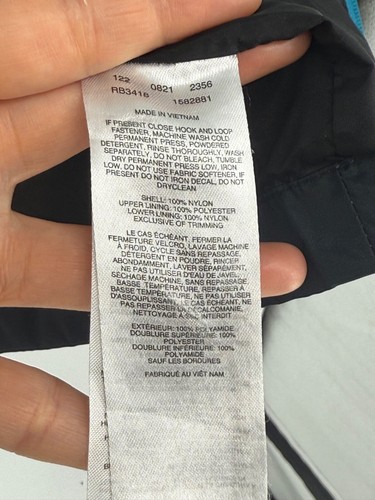 122 0821 2356
RB3416 1582881
MADE IN VIETNAM
IF PRESENT CLOSE HOOK AND LOOP
FASTENER, MACHINE WASH COLD
PERMANENT PRESS, POWDERED
DETERGENT, RINSE THOROUGHLY, WASH
SEPARATELY, DO NOT BLEACH, TUMBLE
DRY PERMANENT PRESS LOW, IRON
LOW, DO NOT USE FABRIC SOFTENER, IF
PRESENT DO NOT IRON DECAL, DO NOT
DRYCLEAN
SHELL: 100% NYLON
UPPER LINING: 100% POLYESTER
LOWER LINING: 100% NYLON
EXCLUSIVE OF TRIMMING
LE CAS ÉCHÉANT, FERMER LA
FERMETURE VELCRO, LAVAGE MACHINE
À FROID, CYCLE SANS REPASSAGE,
DÉTERGENT EN POUDRE, RINCER
ABONDAMMENT, LAVER SÉPARÉMENT,
NE PAS UTILISER D'EAU DE JAVEL,
SÉCHAGE MACHINE, SANS REPASSAGE,
BASSE TEMPÉRATURE, REPASSER À
BASSE TEMPÉRATURE, NE PAS UTILISER
D'ASSOUPLISSANT, LE CAS ÉCHÉANT, NE
PAS REPASSER LA DÉCALCOMANIE,
NETTOYAGE À SEC INTERDIT
EXTÉRIEUR: 100% POLYAMIDE
DOUBLURE SUPÉRIEURE: 100%
POLYESTER
DOUBLURE INFÉRIEURE: 100%
POLYAMIDE
SAUF LES BORDURES
FABRIQUÉ AU VIÊT NAM